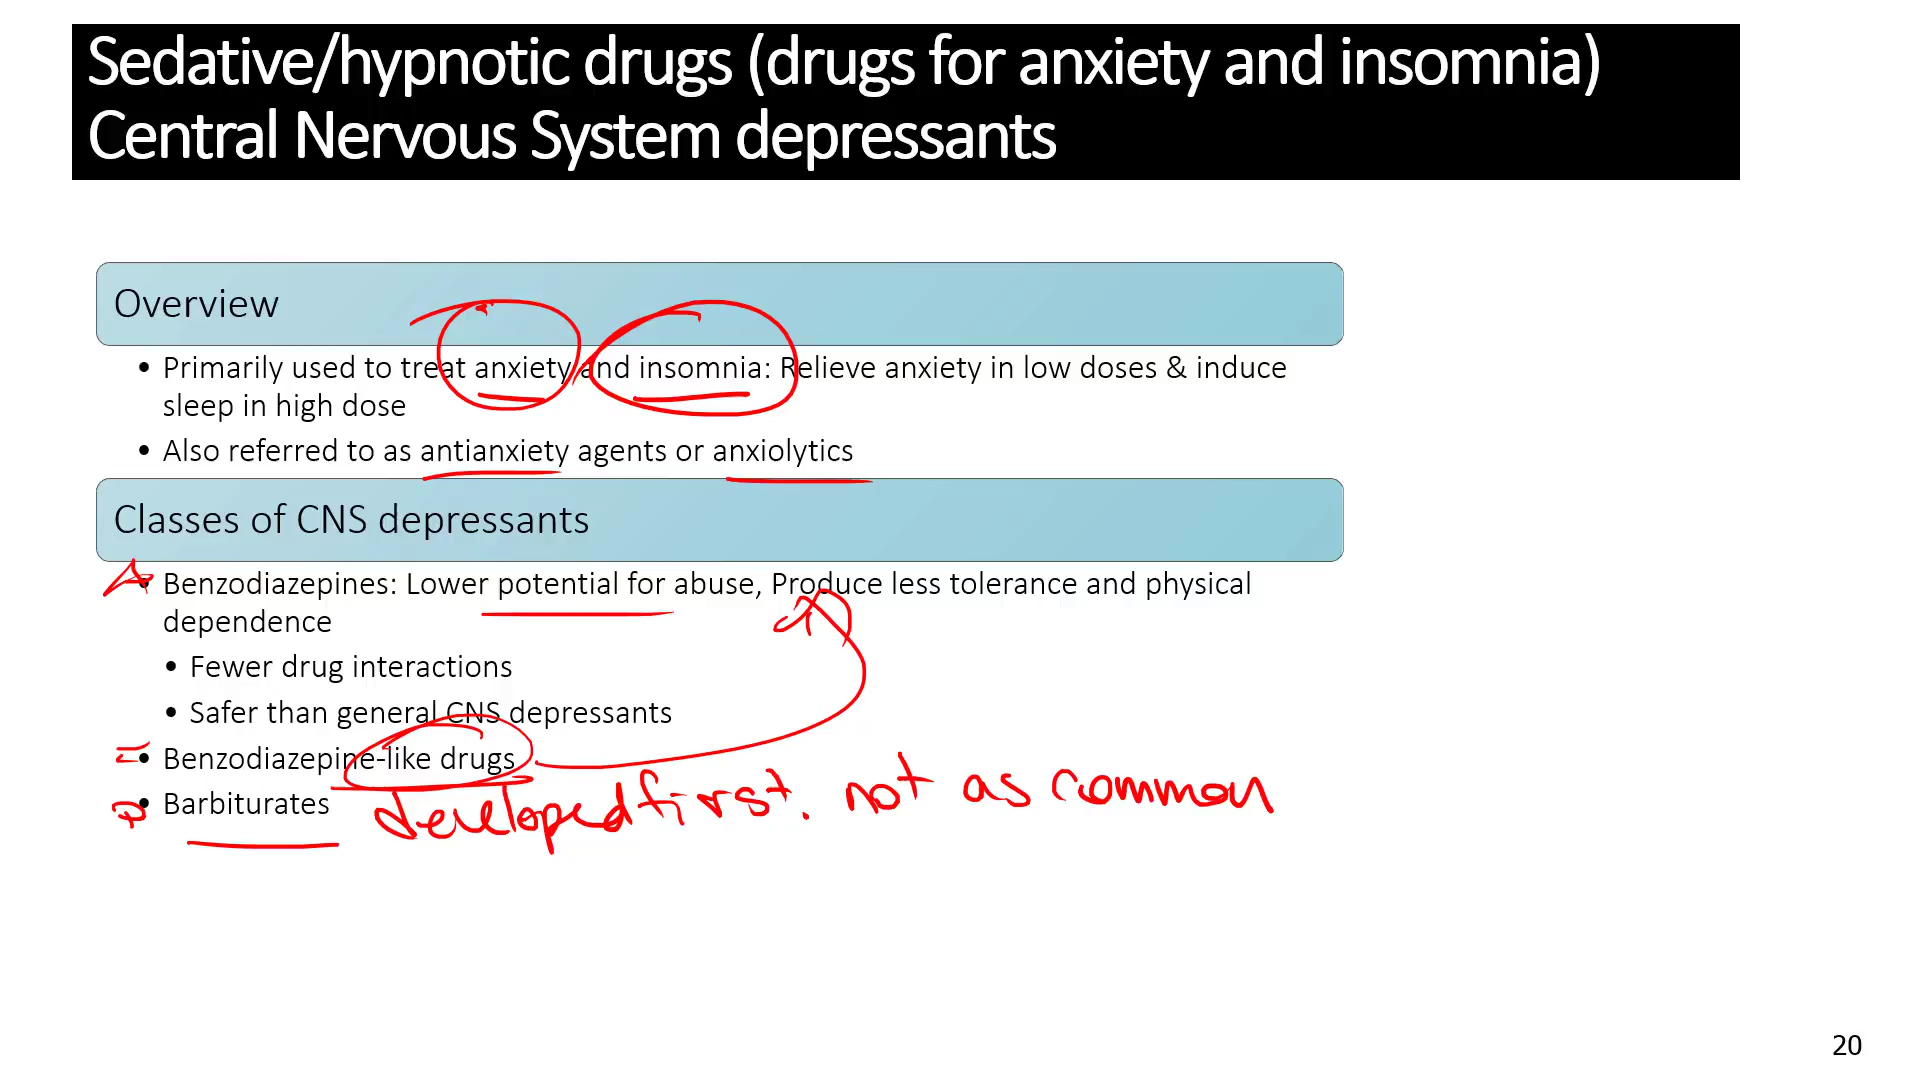 Sedative/hypnotic drugs (drugs for anxiety and insomnia)
Central Nervous System depressants
Overview
• Primarily used to treat anxiety and insomnia: Relieve anxiety in low doses & induce
sleep in high dose
• Also referred to as antianxiety agents or anxiolytics
Classes of CNS depressants
• Benzodiazepines: Lower potential for abuse, Produce less tolerance and physical
dependence
• Fewer drug interactions
• Safer than general CNS depressants
• Benzodiazepine-like drugs
• Barbiturates
developed first. not as common
20